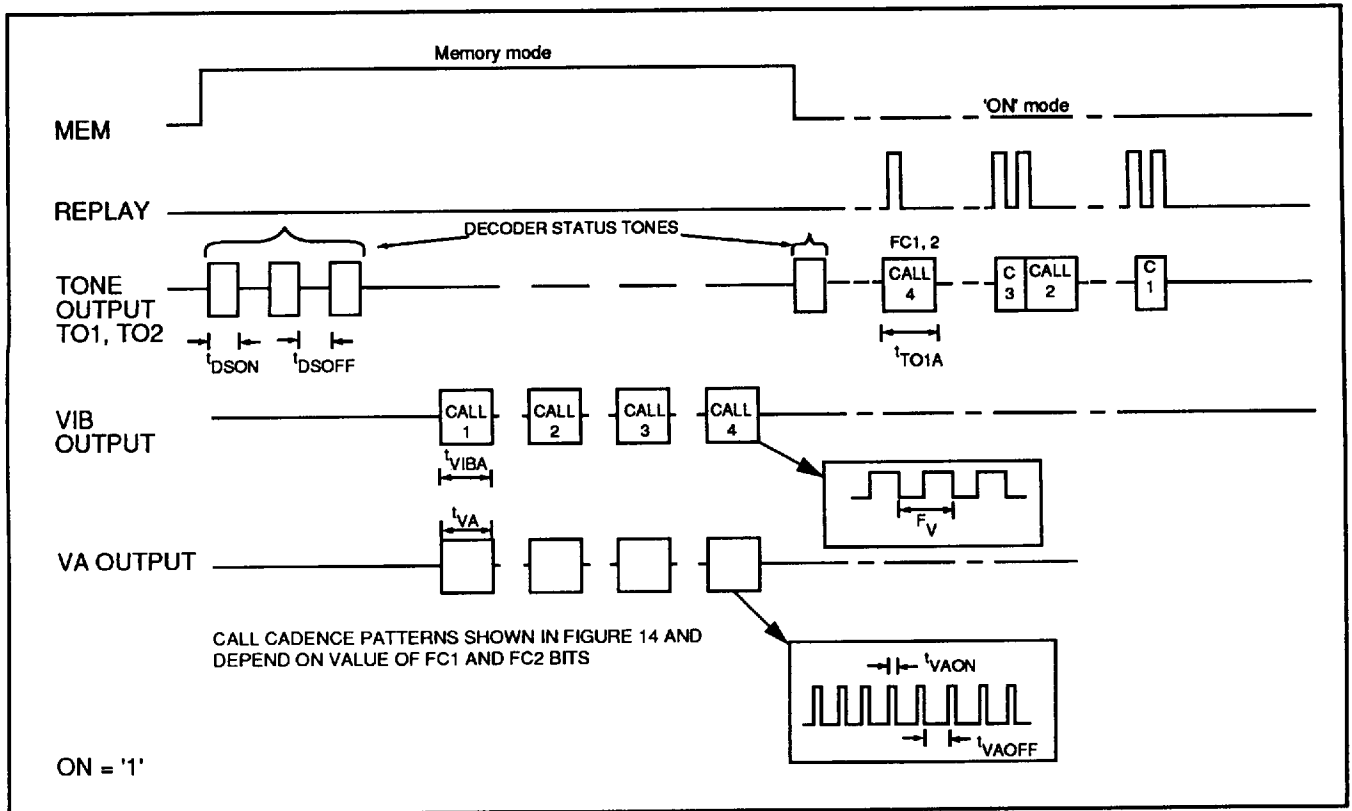 Memory mode
MEM
'ON' mode
REPLAY
DECODER STATUS TONES
FC1, 2
TONE
OUTPUT
TO1, TO2
CALL
4
C
3
CALL
2
C
1
tDSON
tDSOFF
tTO1A
VIB
OUTPUT
CALL
1
CALL
2
CALL
3
CALL
4
tVIBA
FV
tVA
VA OUTPUT
CALL CADENCE PATTERNS SHOWN IN FIGURE 14 AND
DEPEND ON VALUE OF FC1 AND FC2 BITS
tVAON
tVAOFF
ON = '1'